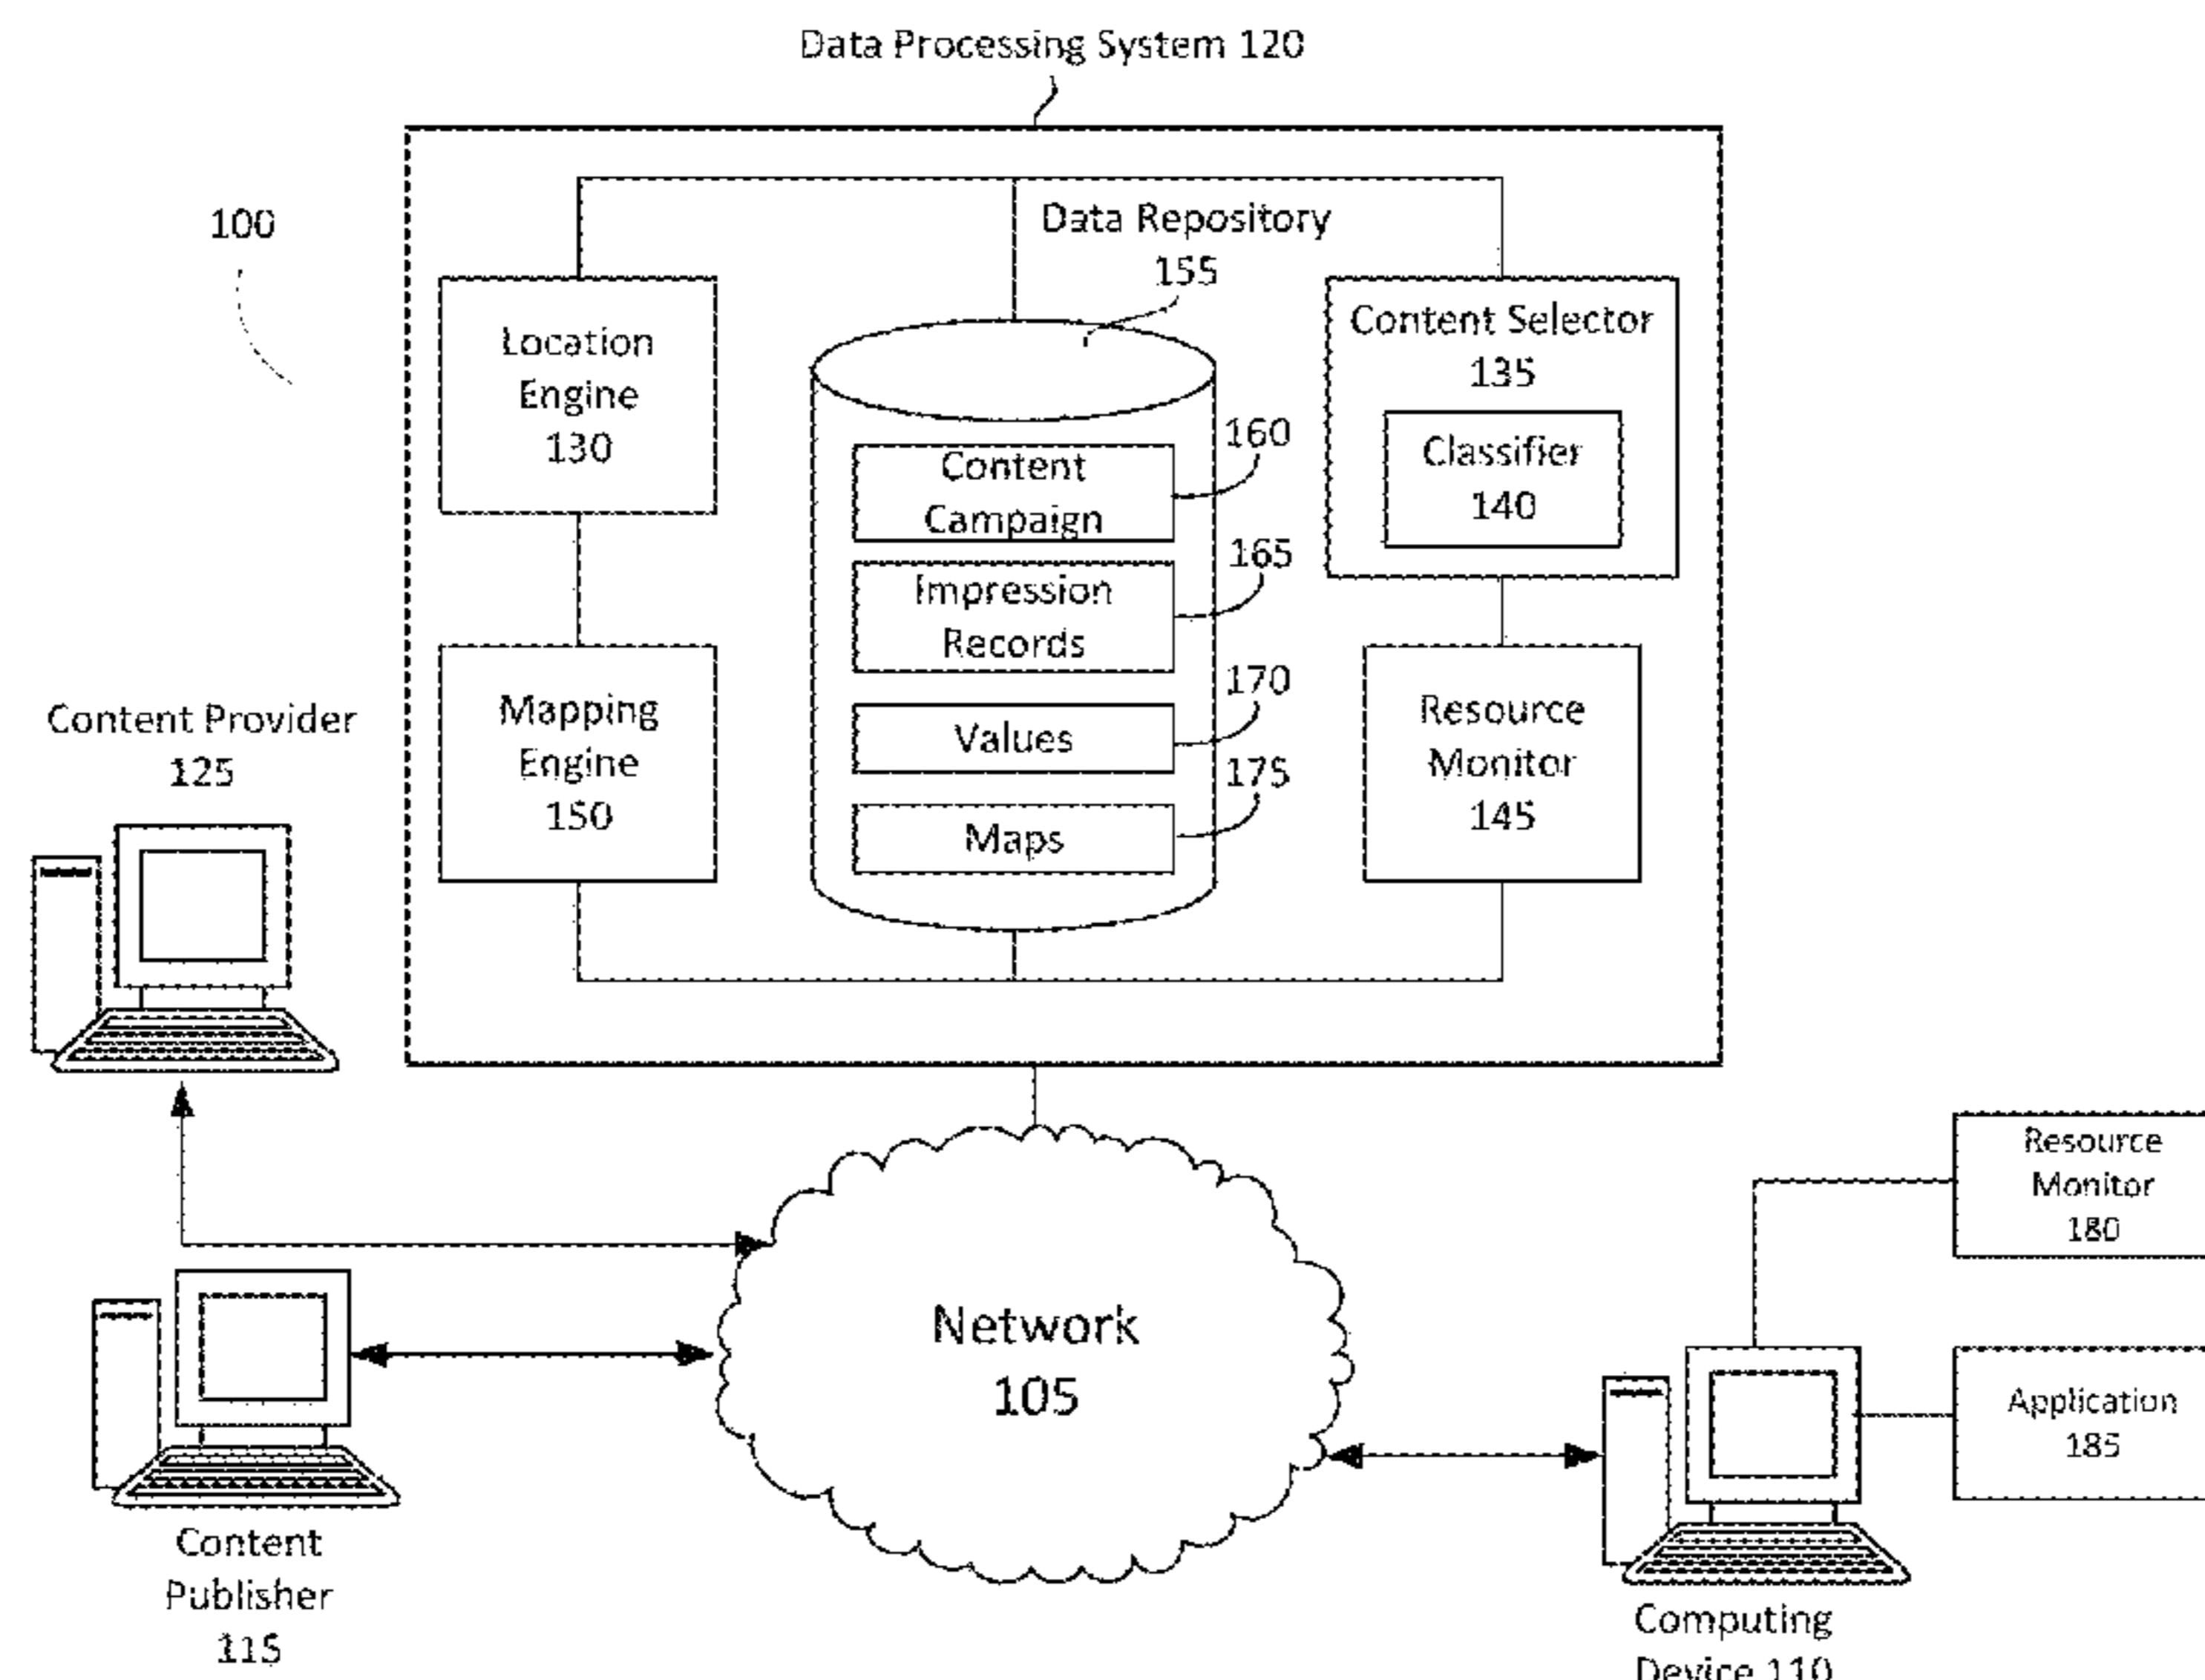 Data Processing System 120
100
Data Repository
155
Location
Engine
130
Content Selector
135
Classifier
140
160
Content
Campaign
165
Impression
Records
170
Values
175
Maps
Mapping
Engine
150
Resource
Monitor
145
Content Provider
125
Resource
Monitor
180
Network
105
Application
185
Content
Publisher
115
Computing
Device 110